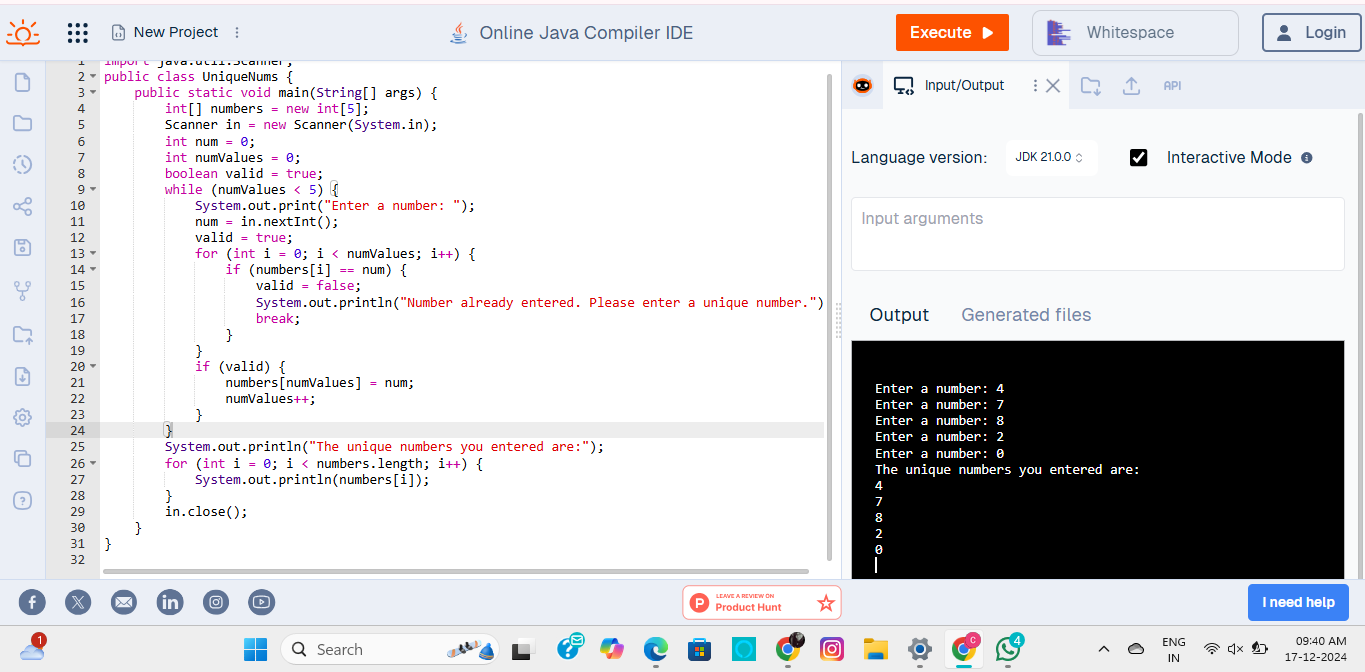 New Project
Online Java Compiler IDE
Execute
Whitespace
Login
1 import java.util.Scanner;
2 public class UniqueNums {
3 public static void main(String[] args) {
4 int[] numbers = new int[5];
5 Scanner in = new Scanner(System.in);
6 int num = 0;
7 int numValues = 0;
8 boolean valid = true;
9 while (numValues < 5) {
10 System.out.print("Enter a number: ");
11 num = in.nextInt();
12 valid = true;
13 for (int i = 0; i < numValues; i++) {
14 if (numbers[i] == num) {
15 valid = false;
16 System.out.println("Number already entered. Please enter a unique number.")
17 break;
18 }
19 }
20 if (valid) {
21 numbers[numValues] = num;
22 numValues++;
23 }
24 }
25 System.out.println("The unique numbers you entered are:");
26 for (int i = 0; i < numbers.length; i++) {
27 System.out.println(numbers[i]);
28 }
29 in.close();
30 }
31 }
32
Input/Output
API
Language version:
JDK 21.0.0
Interactive Mode
Input arguments
Output
Generated files
Enter a number: 4
Enter a number: 7
Enter a number: 8
Enter a number: 2
Enter a number: 0
The unique numbers you entered are:
4
7
8
2
0
LEAVE A REVIEW ON
Product Hunt
I need help
1
Search
C
4
ENG
IN
09:40 AM
17-12-2024